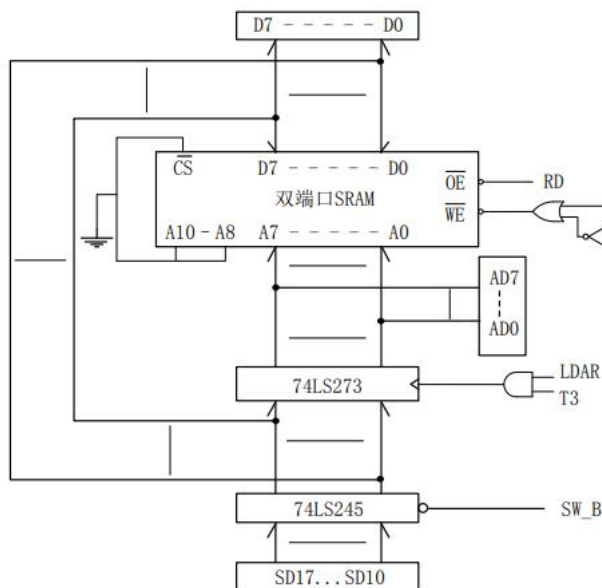 D7 - - - - - D0
CS D7 - - - - - D0 OE RD
双端口SRAM WE
A10 - A8 A7 - - - - - A0
AD7
AD0
74LS273 LDAR
T3
74LS245 SW_B
SD17...SD10